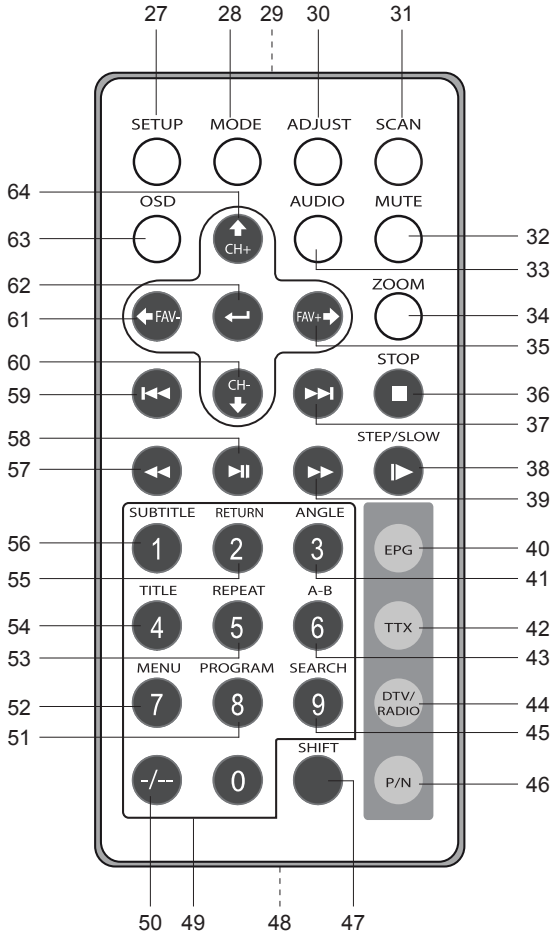 27 28 29 30 31
SETUP MODE ADJUST SCAN
64
OSD AUDIO MUTE
CH+
32
63
33
62
ZOOM
61 FAV- FAV+ 34
35
60 CH- STOP
59 36
37
58 STEP/SLOW
57 38
39
SUBTITLE RETURN ANGLE
56 1 2 3 EPG 40
55 41
TITLE REPEAT A-B
54 4 5 6 TTX 42
53 43
MENU PROGRAM SEARCH
52 7 8 9 DTV/
RADIO 44
51 45
SHIFT
-/-- 0 P/N 46
50 49 48 47